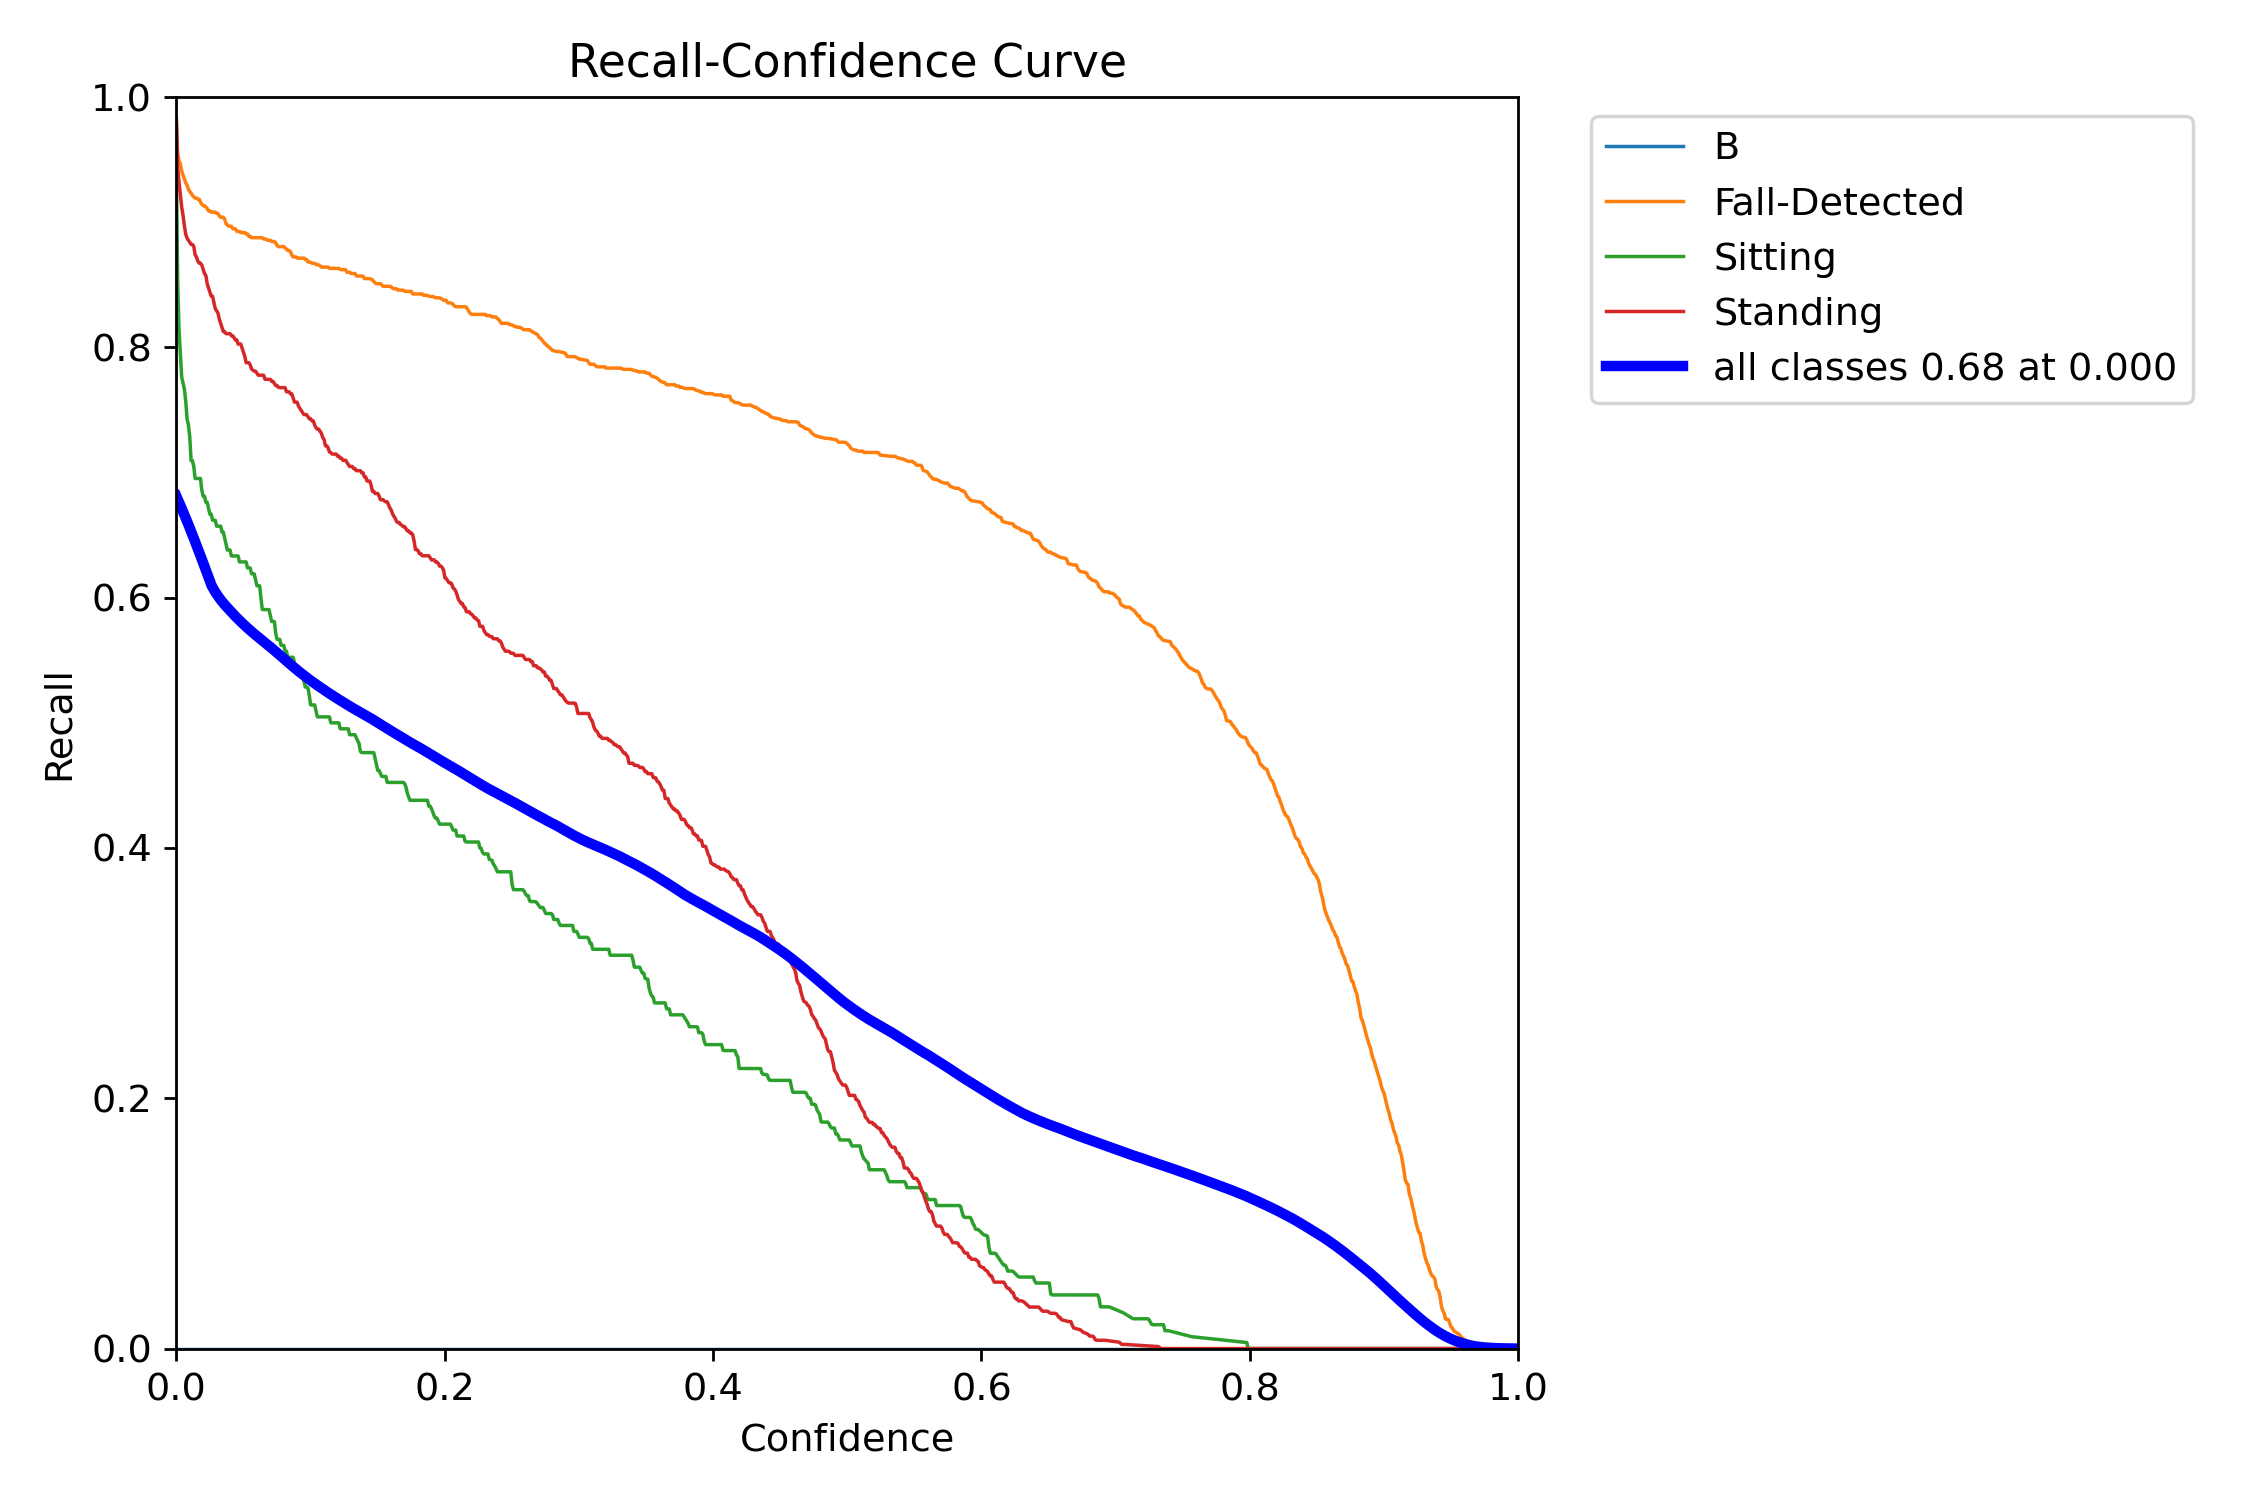 Recall-Confidence Curve
1.0
0.8
0.6
0.4
0.2
0.0
Recall
0.0 0.2 0.4 0.6 0.8 1.0
Confidence
B
Fall-Detected
Sitting
Standing
all classes 0.68 at 0.000